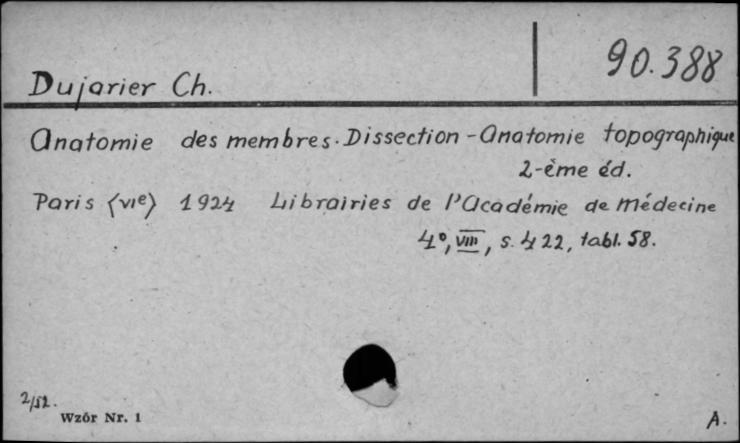 90.388
Dujarier Ch.
Anatomie des membres. Dissection - Anatomie topographique
2-ème éd.
Paris <VIe> 1924 Librairies de l'Académie de Médecine
4°, VIII, s. 422, tabl. 58.
2/52.
Wzór Nr. 1
A.